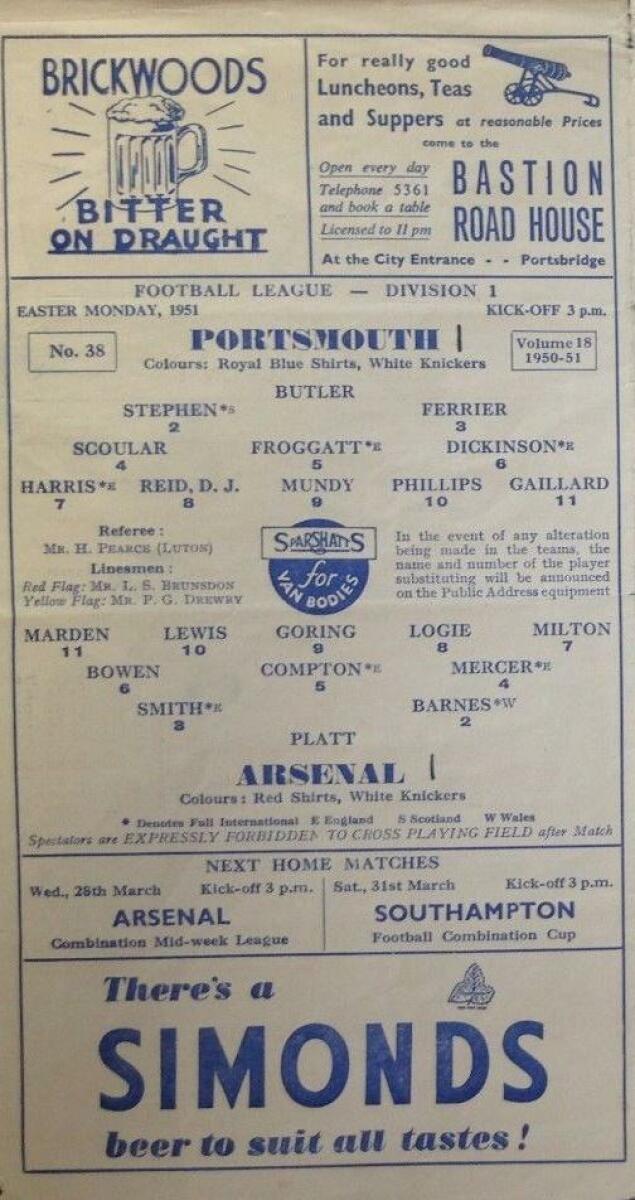 BRICKWOODS
BITTER
ON DRAUGHT
For really good
Luncheons, Teas
and Suppers at reasonable Prices
come to the
Open every day
Telephone 5361
and book a table
Licensed to 11 pm
BASTION
ROAD HOUSE
At the City Entrance - - Portsbridge
FOOTBALL LEAGUE — DIVISION 1
EASTER MONDAY, 1951 KICK-OFF 3 p.m.
No. 38
PORTSMOUTH 1
Colours: Royal Blue Shirts, White Knickers
Volume 18
1950-51
BUTLER
STEPHEN*S FERRIER
2 3
SCOULAR FROGGATT*E DICKINSON*E
4 5 6
HARRIS*E REID, D. J. MUNDY PHILLIPS GAILLARD
7 8 9 10 11
Referee :
MR. H. PEARCE (LUTON)
Linesmen :
Red Flag: MR. L. S. BRUNSDON
Yellow Flag: MR. P. G. DREWRY
SPARSHATTS
for
VAN BODIES
In the event of any alteration
being made in the teams, the
name and number of the player
substituting will be announced
on the Public Address equipment
MARDEN LEWIS GORING LOGIE MILTON
11 10 9 8 7
BOWEN COMPTON*E MERCER*E
6 5 4
SMITH*E BARNES*W
3 2
PLATT
ARSENAL 1
Colours : Red Shirts, White Knickers
* Denotes Full International E England S Scotland W Wales
Spectators are EXPRESSLY FORBIDDEN TO CROSS PLAYING FIELD after Match
NEXT HOME MATCHES
Wed., 28th March Kick-off 3 p.m.
ARSENAL
Combination Mid-week League
Sat., 31st March Kick-off 3 p.m.
SOUTHAMPTON
Football Combination Cup
There's a
SIMONDS
beer to suit all tastes !